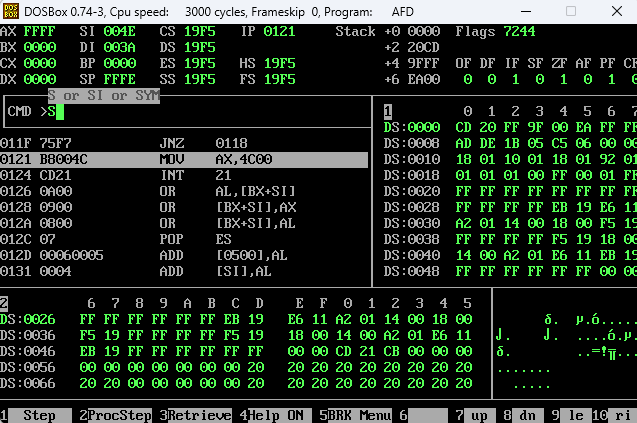 DOSBox 0.74-3, Cpu speed: 3000 cycles, Frameskip 0, Program: AFD
AX FFFF SI 004E CS 19F5 IP 0121 Stack +0 0000 Flags 7244
BX 0000 DI 003A DS 19F5 +2 20CD
CX 0000 BP 0000 ES 19F5 HS 19F5 +4 9FFF OF DF IF SF ZF AF PF CF
DX 0000 SP FFFE SS 19F5 FS 19F5 +6 EA00 0 0 1 0 1 0 1 0
S or SI or SYM
CMD >S
1 0 1 2 3 4 5 6 7
DS:0000 CD 20 FF 9F 00 EA FF FF
DS:0008 AD DE 1B 05 C5 06 00 00
DS:0010 18 01 10 01 18 01 92 01
DS:0018 01 01 01 00 FF 00 01 FF
DS:0020 FF FF FF FF FF FF FF FF
DS:0028 FF FF FF FF EB 19 E6 11
DS:0030 A2 01 14 00 18 00 F5 19
DS:0038 FF FF FF FF F5 19 18 00
DS:0040 14 00 A2 01 E6 11 EB 19
DS:0048 FF FF FF FF FF FF 00 00
011F 75F7 JNZ 0118
0121 B8004C MOV AX,4C00
0124 CD21 INT 21
0126 0A00 OR AL,[BX+SI]
0128 0900 OR [BX+SI],AX
012A 0800 OR [BX+SI],AL
012C 07 POP ES
012D 00060005 ADD [0500],AL
0131 0004 ADD [SI],AL
2 6 7 8 9 A B C D E F 0 1 2 3 4 5
DS:0026 FF FF FF FF FF FF EB 19 E6 11 A2 01 14 00 18 00 δ. µ.ó.....
DS:0036 F5 19 FF FF FF FF F5 19 18 00 14 00 A2 01 E6 11 ⌡. ⌡. ....ó.µ.
DS:0046 EB 19 FF FF FF FF FF FF 00 00 CD 21 CB 00 00 00 δ. ..═!╦...
DS:0056 00 00 00 00 00 00 00 20 20 20 20 20 20 20 20 20 .......
DS:0066 20 20 00 00 00 00 00 20 20 20 20 20 20 20 20 20 .....
1 Step 2 ProcStep 3 Retrieve 4 Help ON 5 BRK Menu 6 7 up 8 dn 9 le 10 ri